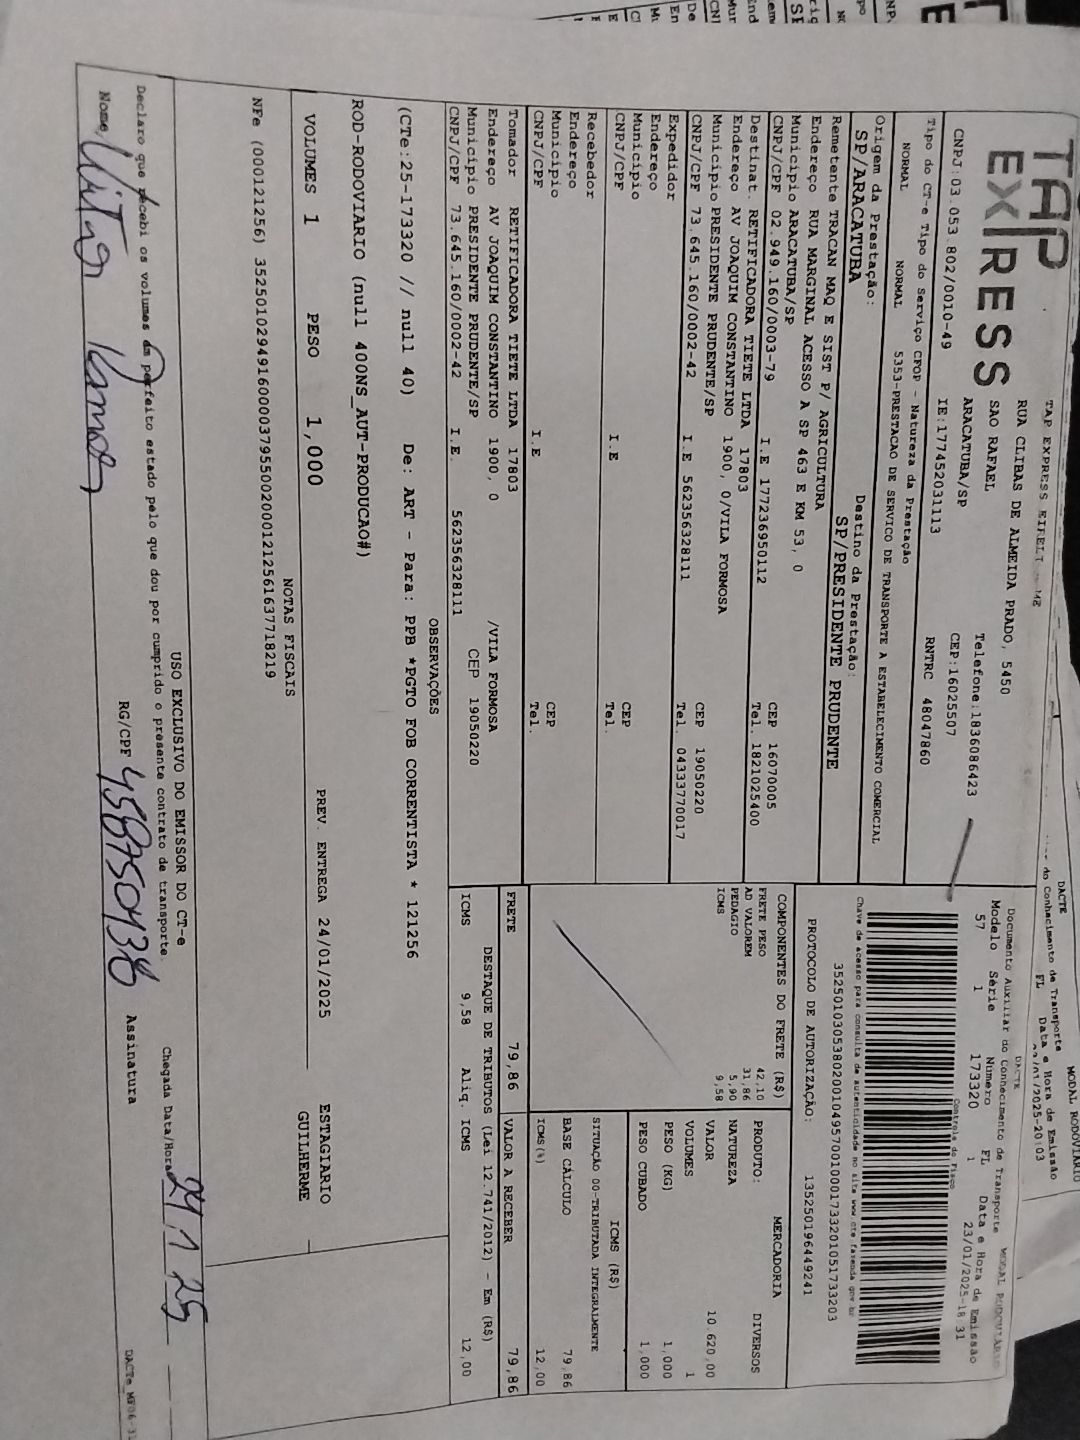 TAP
EXPRESS
TAP EXPRESS EIRELI - ME
RUA CLIBAS DE ALMEIDA PRADO, 5450
SAO RAFAEL
ARACATUBA/SP
Telefone:1836086423
CNPJ:03.053.802/0010-49
IE:177452031113
CEP:16025507
RNTRC 48047860
Tipo do CT-e Tipo do Serviço CFOP - Natureza da Prestação
NORMAL NORMAL 5353-PRESTACAO DE SERVICO DE TRANSPORTE A ESTABELECIMENTO COMERCIAL
Origem da Prestação:
SP/ARACATUBA
Destino da Prestação:
SP/PRESIDENTE PRUDENTE
DACTE
Documento Auxiliar do Conhecimento de Transporte MODAL RODOVIÁRIO
Modelo Série Número FL Data e Hora de Emissão
57 1 173320 1 23/01/2025-18:31
Controle do Fisco
Chave de acesso para consulta de autenticidade no site www.cte.fazenda.gov.br
35250103053802001049570010001733201051733203
PROTOCOLO DE AUTORIZAÇÃO: 135250196449241
Remetente TRACAN MAQ E SIST P/ AGRICULTURA
Endereço RUA MARGINAL ACESSO A SP 463 E KM 53, 0
Município ARACATUBA/SP CEP 16070005
CNPJ/CPF 02.949.160/0003-79 I.E 177236950112 Tel. 1821025400
Destinat. RETIFICADORA TIETE LTDA 17803
Endereço AV JOAQUIM CONSTANTINO 1900, 0/VILA FORMOSA
Município PRESIDENTE PRUDENTE/SP CEP 19050220
CNPJ/CPF 73.645.160/0002-42 I.E 562356328111 Tel. 04333770017
Expedidor
Endereço
Município CEP
CNPJ/CPF I.E Tel.
Recebedor
Endereço
Município CEP
CNPJ/CPF I.E Tel.
Tomador RETIFICADORA TIETE LTDA 17803
Endereço AV JOAQUIM CONSTANTINO 1900, 0 /VILA FORMOSA
Município PRESIDENTE PRUDENTE/SP CEP 19050220
CNPJ/CPF 73.645.160/0002-42 I.E. 562356328111
COMPONENTES DO FRETE (R$)
FRETE PESO 42,10
AD VALOREM 31,86
PEDAGIO 5,90
ICMS 9,58
MERCADORIA
PRODUTO: DIVERSOS
NATUREZA
VALOR 10.620,00
VOLUMES 1
PESO (KG) 1,000
PESO CUBADO 1,000
ICMS (R$)
SITUAÇÃO 00-TRIBUTADA INTEGRALMENTE
BASE CÁLCULO 79,86
ICMS(%) 12,00
FRETE 79,86 VALOR A RECEBER 79,86
DESTAQUE DE TRIBUTOS (Lei 12.741/2012) - Em (R$)
ICMS 9,58 Aliq. ICMS 12,00
OBSERVAÇÕES
(CTe:25-173320 // null 40) De: ART - Para: PPB *PGTO FOB CORRENTISTA * 121256
ROD-RODOVIARIO (null 400NS_AUT-PRODUCAO#)
VOLUMES 1 PESO 1,000 PREV. ENTREGA 24/01/2025 ESTAGIARIO
GUILHERME
NOTAS FISCAIS
NFe (000121256) 35250102949160000379550020001212561637718219
USO EXCLUSIVO DO EMISSOR DO CT-e
Declaro que recebi os volumes em perfeito estado pelo que dou por cumprido o presente contrato de transporte
Chegada Data/Hora 29 1 25
Nome Vitor Ramos RG/CPF 458750438 Assinatura